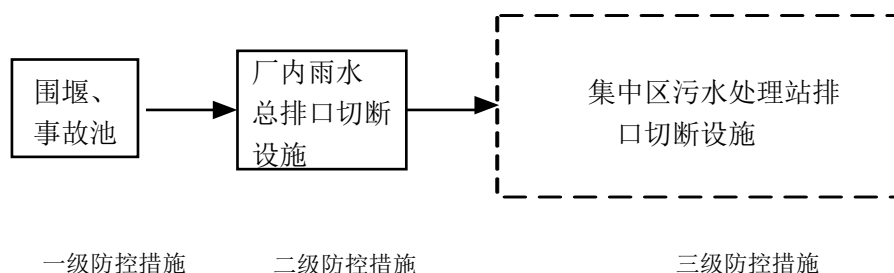 围堰、
事故池
厂内雨水
总排口切断
设施
集中区污水处理站排
口切断设施
一级防控措施
二级防控措施
三级防控措施